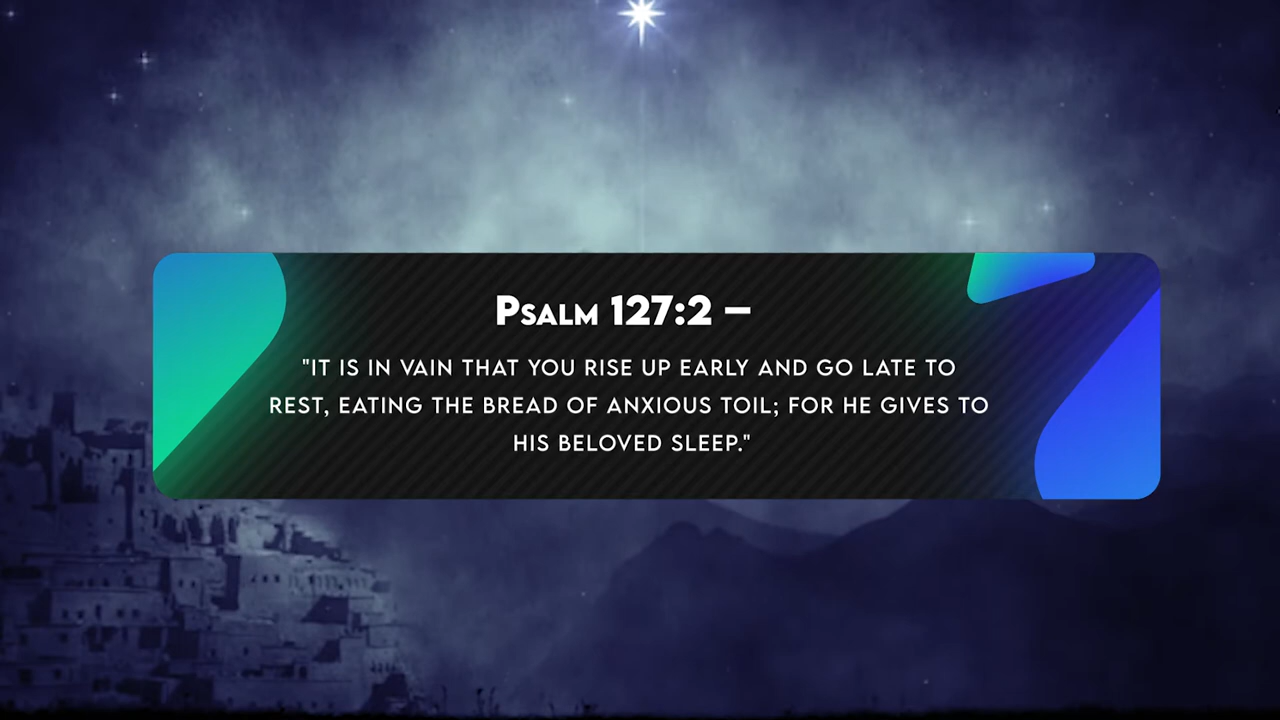 Psalm 127:2 –
"IT IS IN VAIN THAT YOU RISE UP EARLY AND GO LATE TO
REST, EATING THE BREAD OF ANXIOUS TOIL; FOR HE GIVES TO
HIS BELOVED SLEEP."